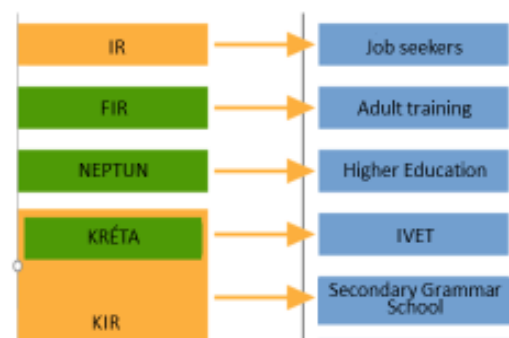 IR
Job seekers
FIR
Adult training
NEPTUN
Higher Education
KRÉTA
IVET
Secondary Grammar
School
KIR